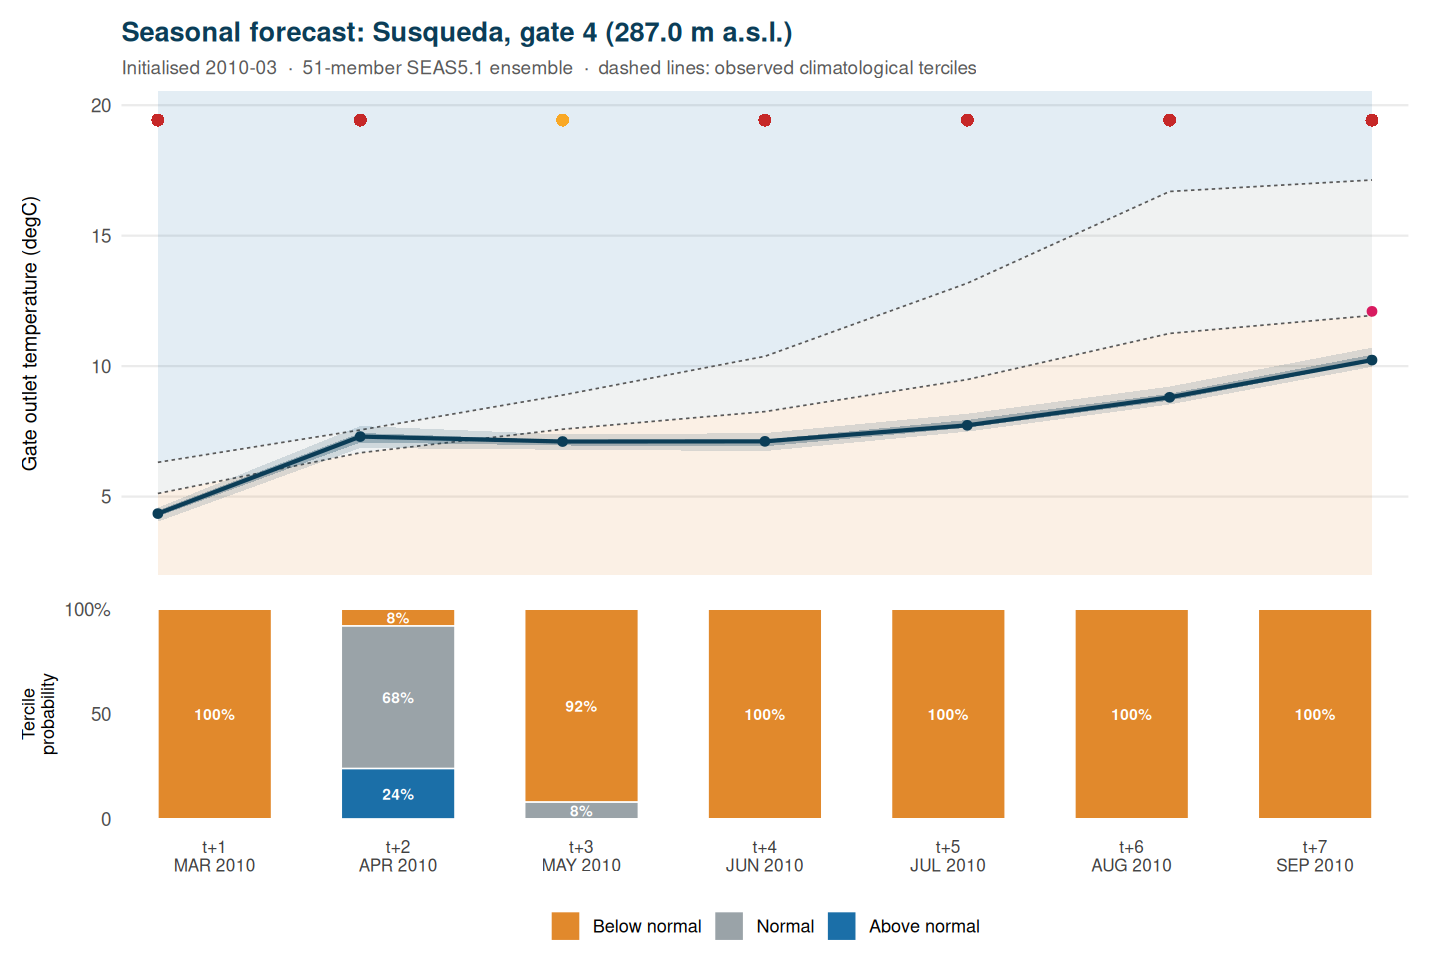 Seasonal forecast: Susqueda, gate 4 (287.0 m a.s.l.)
Initialised 2010-03 · 51-member SEAS5.1 ensemble · dashed lines: observed climatological terciles
Gate outlet temperature (degC)
20
15
10
5
Tercile
probability
100%
50
0
100%
8%
68%
24%
92%
8%
100%
100%
100%
100%
t+1
MAR 2010
t+2
APR 2010
t+3
MAY 2010
t+4
JUN 2010
t+5
JUL 2010
t+6
AUG 2010
t+7
SEP 2010
Below normal
Normal
Above normal